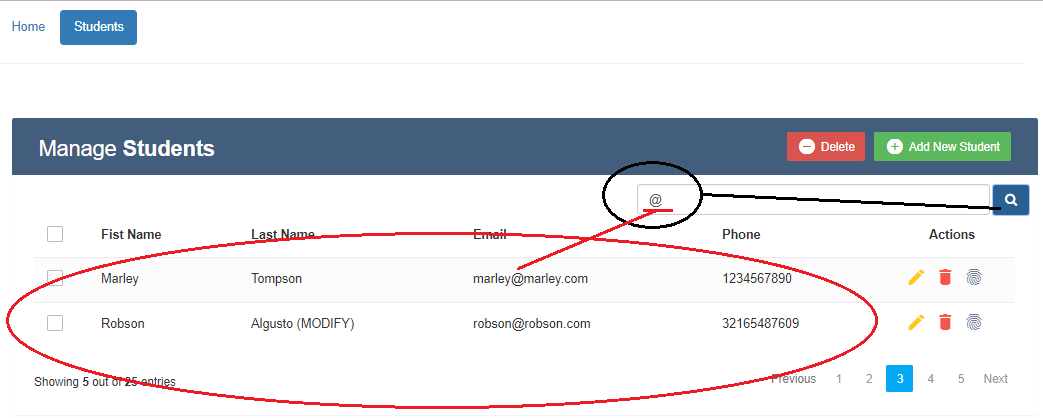 Home Students
Manage Students Delete Add New Student
@
Fist Name Last Name Email Phone Actions
Marley Tompson marley@marley.com 1234567890
Robson Algusto (MODIFY) robson@robson.com 32165487609
Showing 5 out of 25 entries Previous 1 2 3 4 5 Next